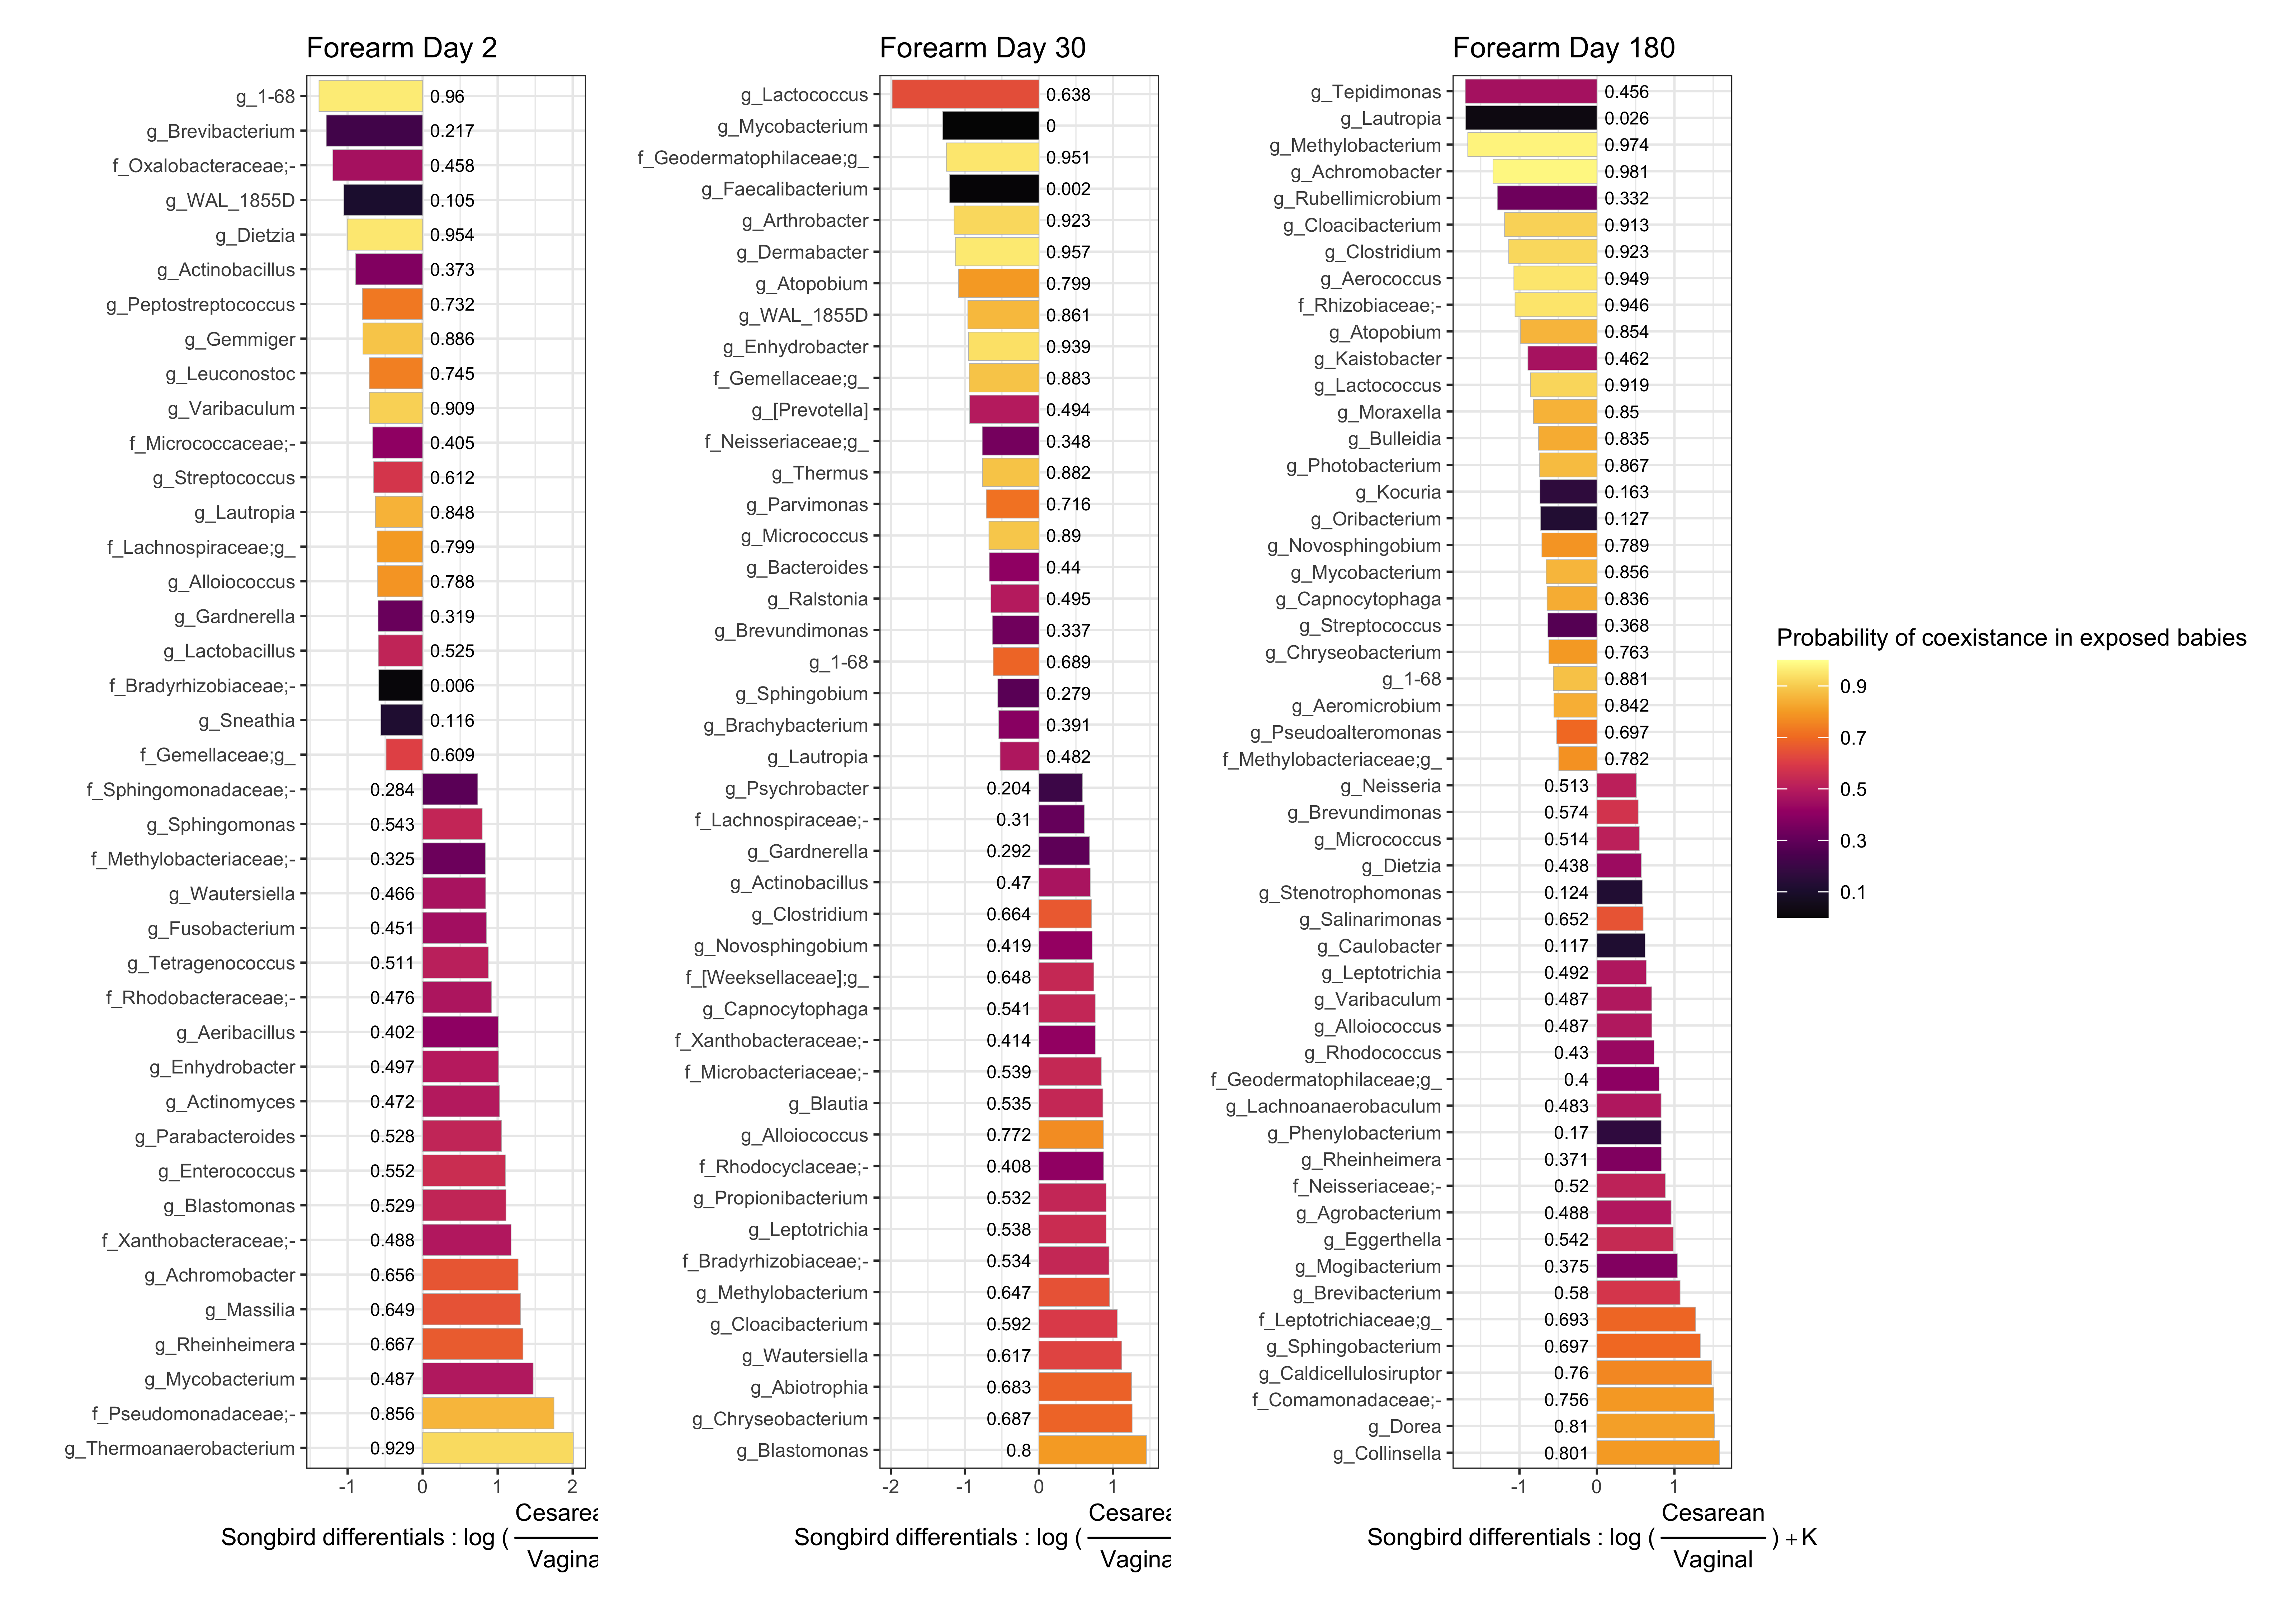 Forearm Day 2
g_1-68 0.96
g_Brevibacterium 0.217
f_Oxalobacteraceae;- 0.458
g_WAL_1855D 0.105
g_Dietzia 0.954
g_Actinobacillus 0.373
g_Peptostreptococcus 0.732
g_Gemmiger 0.886
g_Leuconostoc 0.745
g_Varibaculum 0.909
f_Micrococcaceae;- 0.405
g_Streptococcus 0.612
g_Lautropia 0.848
f_Lachnospiraceae;g_ 0.799
g_Alloiococcus 0.788
g_Gardnerella 0.319
g_Lactobacillus 0.525
f_Bradyrhizobiaceae;- 0.006
g_Sneathia 0.116
f_Gemellaceae;g_ 0.609
f_Sphingomonadaceae;- 0.284
g_Sphingomonas 0.543
f_Methylobacteriaceae;- 0.325
g_Wautersiella 0.466
g_Fusobacterium 0.451
g_Tetragenococcus 0.511
f_Rhodobacteraceae;- 0.476
g_Aeribacillus 0.402
g_Enhydrobacter 0.497
g_Actinomyces 0.472
g_Parabacteroides 0.528
g_Enterococcus 0.552
g_Blastomonas 0.529
f_Xanthobacteraceae;- 0.488
g_Achromobacter 0.656
g_Massilia 0.649
g_Rheinheimera 0.667
g_Mycobacterium 0.487
f_Pseudomonadaceae;- 0.856
g_Thermoanaerobacterium 0.929
-1 0 1 2
Cesarea
Songbird differentials : log (
Vagina
Forearm Day 30
g_Lactococcus 0.638
g_Mycobacterium 0
f_Geodermatophilaceae;g_ 0.951
g_Faecalibacterium 0.002
g_Arthrobacter 0.923
g_Dermabacter 0.957
g_Atopobium 0.799
g_WAL_1855D 0.861
g_Enhydrobacter 0.939
f_Gemellaceae;g_ 0.883
g_[Prevotella] 0.494
f_Neisseriaceae;g_ 0.348
g_Thermus 0.882
g_Parvimonas 0.716
g_Micrococcus 0.89
g_Bacteroides 0.44
g_Ralstonia 0.495
g_Brevundimonas 0.337
g_1-68 0.689
g_Sphingobium 0.279
g_Brachybacterium 0.391
g_Lautropia 0.482
g_Psychrobacter 0.204
f_Lachnospiraceae;- 0.31
g_Gardnerella 0.292
g_Actinobacillus 0.47
g_Clostridium 0.664
g_Novosphingobium 0.419
f_[Weeksellaceae];g_ 0.648
g_Capnocytophaga 0.541
f_Xanthobacteraceae;- 0.414
f_Microbacteriaceae;- 0.539
g_Blautia 0.535
g_Alloiococcus 0.772
f_Rhodocyclaceae;- 0.408
g_Propionibacterium 0.532
g_Leptotrichia 0.538
f_Bradyrhizobiaceae;- 0.534
g_Methylobacterium 0.647
g_Cloacibacterium 0.592
g_Wautersiella 0.617
g_Abiotrophia 0.683
g_Chryseobacterium 0.687
g_Blastomonas 0.8
-2 -1 0 1
Cesarea
Songbird differentials : log (
Vagina
Forearm Day 180
g_Tepidimonas 0.456
g_Lautropia 0.026
g_Methylobacterium 0.974
g_Achromobacter 0.981
g_Rubellimicrobium 0.332
g_Cloacibacterium 0.913
g_Clostridium 0.923
g_Aerococcus 0.949
f_Rhizobiaceae;- 0.946
g_Atopobium 0.854
g_Kaistobacter 0.462
g_Lactococcus 0.919
g_Moraxella 0.85
g_Bulleidia 0.835
g_Photobacterium 0.867
g_Kocuria 0.163
g_Oribacterium 0.127
g_Novosphingobium 0.789
g_Mycobacterium 0.856
g_Capnocytophaga 0.836
g_Streptococcus 0.368
g_Chryseobacterium 0.763
g_1-68 0.881
g_Aeromicrobium 0.842
g_Pseudoalteromonas 0.697
f_Methylobacteriaceae;g_ 0.782
g_Neisseria 0.513
g_Brevundimonas 0.574
g_Micrococcus 0.514
g_Dietzia 0.438
g_Stenotrophomonas 0.124
g_Salinarimonas 0.652
g_Caulobacter 0.117
g_Leptotrichia 0.492
g_Varibaculum 0.487
g_Alloiococcus 0.487
g_Rhodococcus 0.43
f_Geodermatophilaceae;g_ 0.4
g_Lachnoanaerobaculum 0.483
g_Phenylobacterium 0.17
g_Rheinheimera 0.371
f_Neisseriaceae;- 0.52
g_Agrobacterium 0.488
g_Eggerthella 0.542
g_Mogibacterium 0.375
g_Brevibacterium 0.58
f_Leptotrichiaceae;g_ 0.693
g_Sphingobacterium 0.697
g_Caldicellulosiruptor 0.76
f_Comamonadaceae;- 0.756
g_Dorea 0.81
g_Collinsella 0.801
-1 0 1
Cesarean
Songbird differentials : log ( ) + K
Vaginal
Probability of coexistance in exposed babies
0.9
0.7
0.5
0.3
0.1